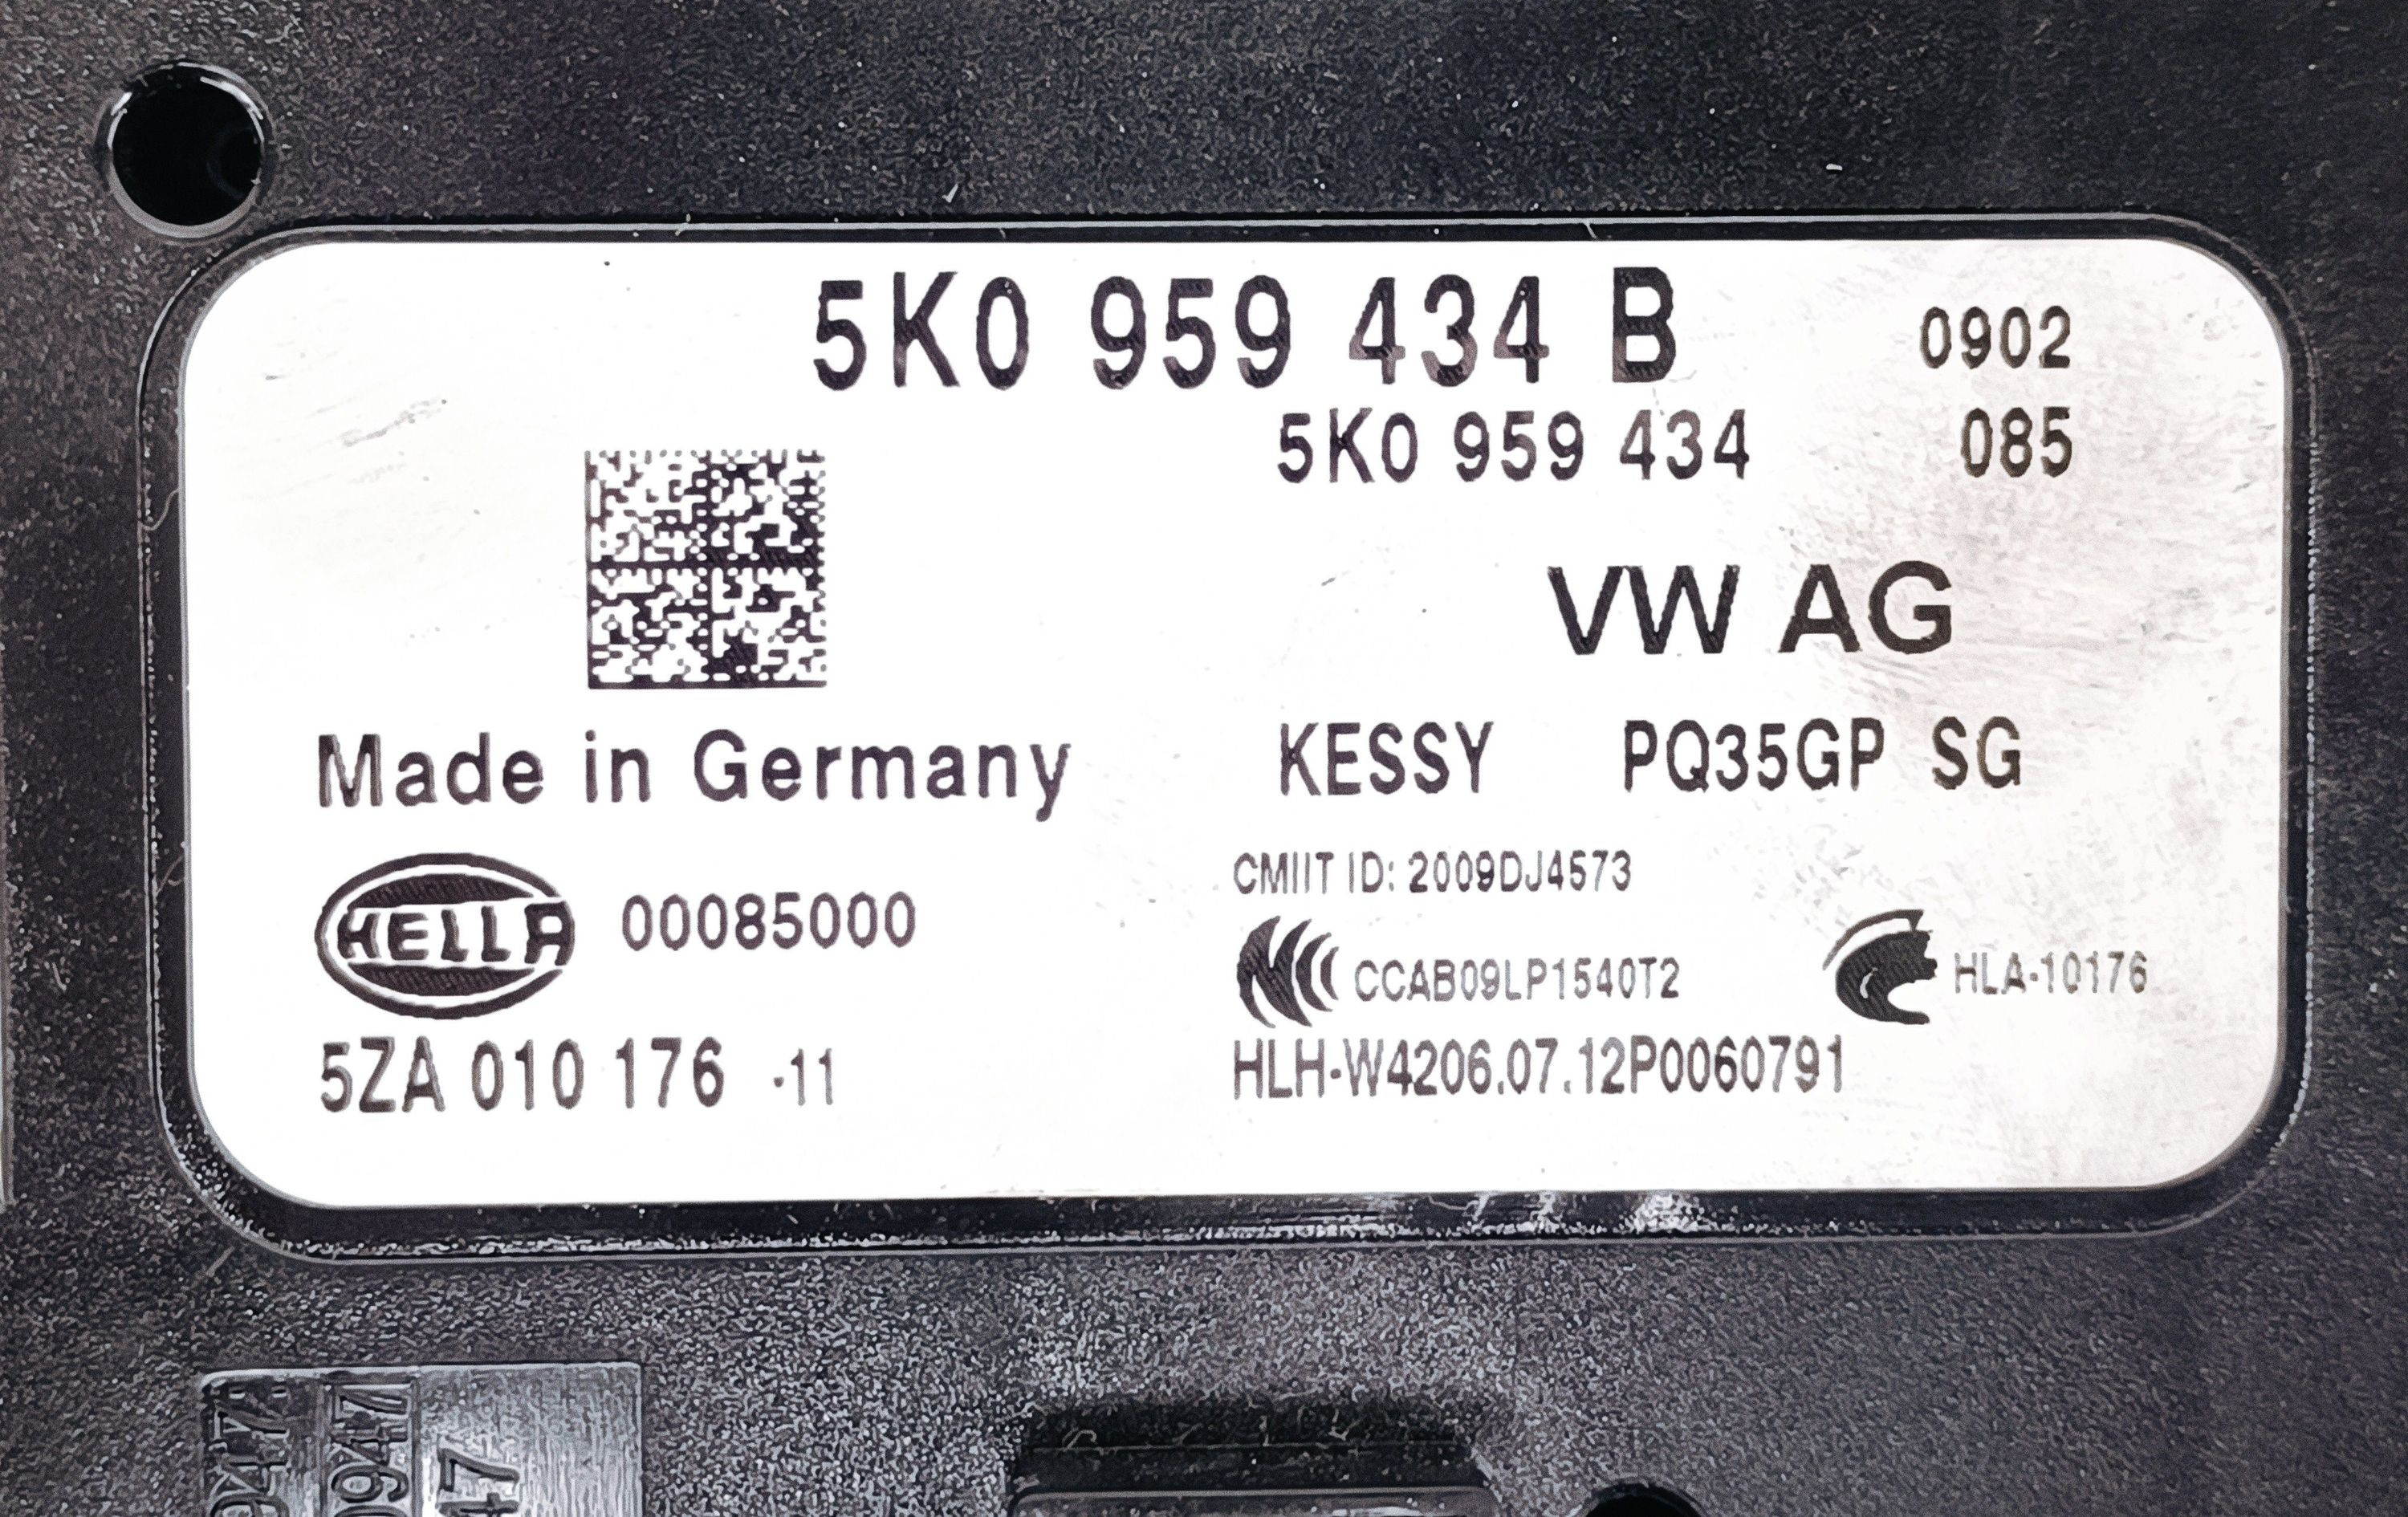 5K0 959 434 B 0902
5K0 959 434 085
VW AG
Made in Germany KESSY PQ35GP SG
CMIIT ID: 2009DJ4573
HELLA 00085000
CCAB09LP1540T2 HLA-10176
5ZA 010 176 -11 HLH-W4206.07.12P0060791